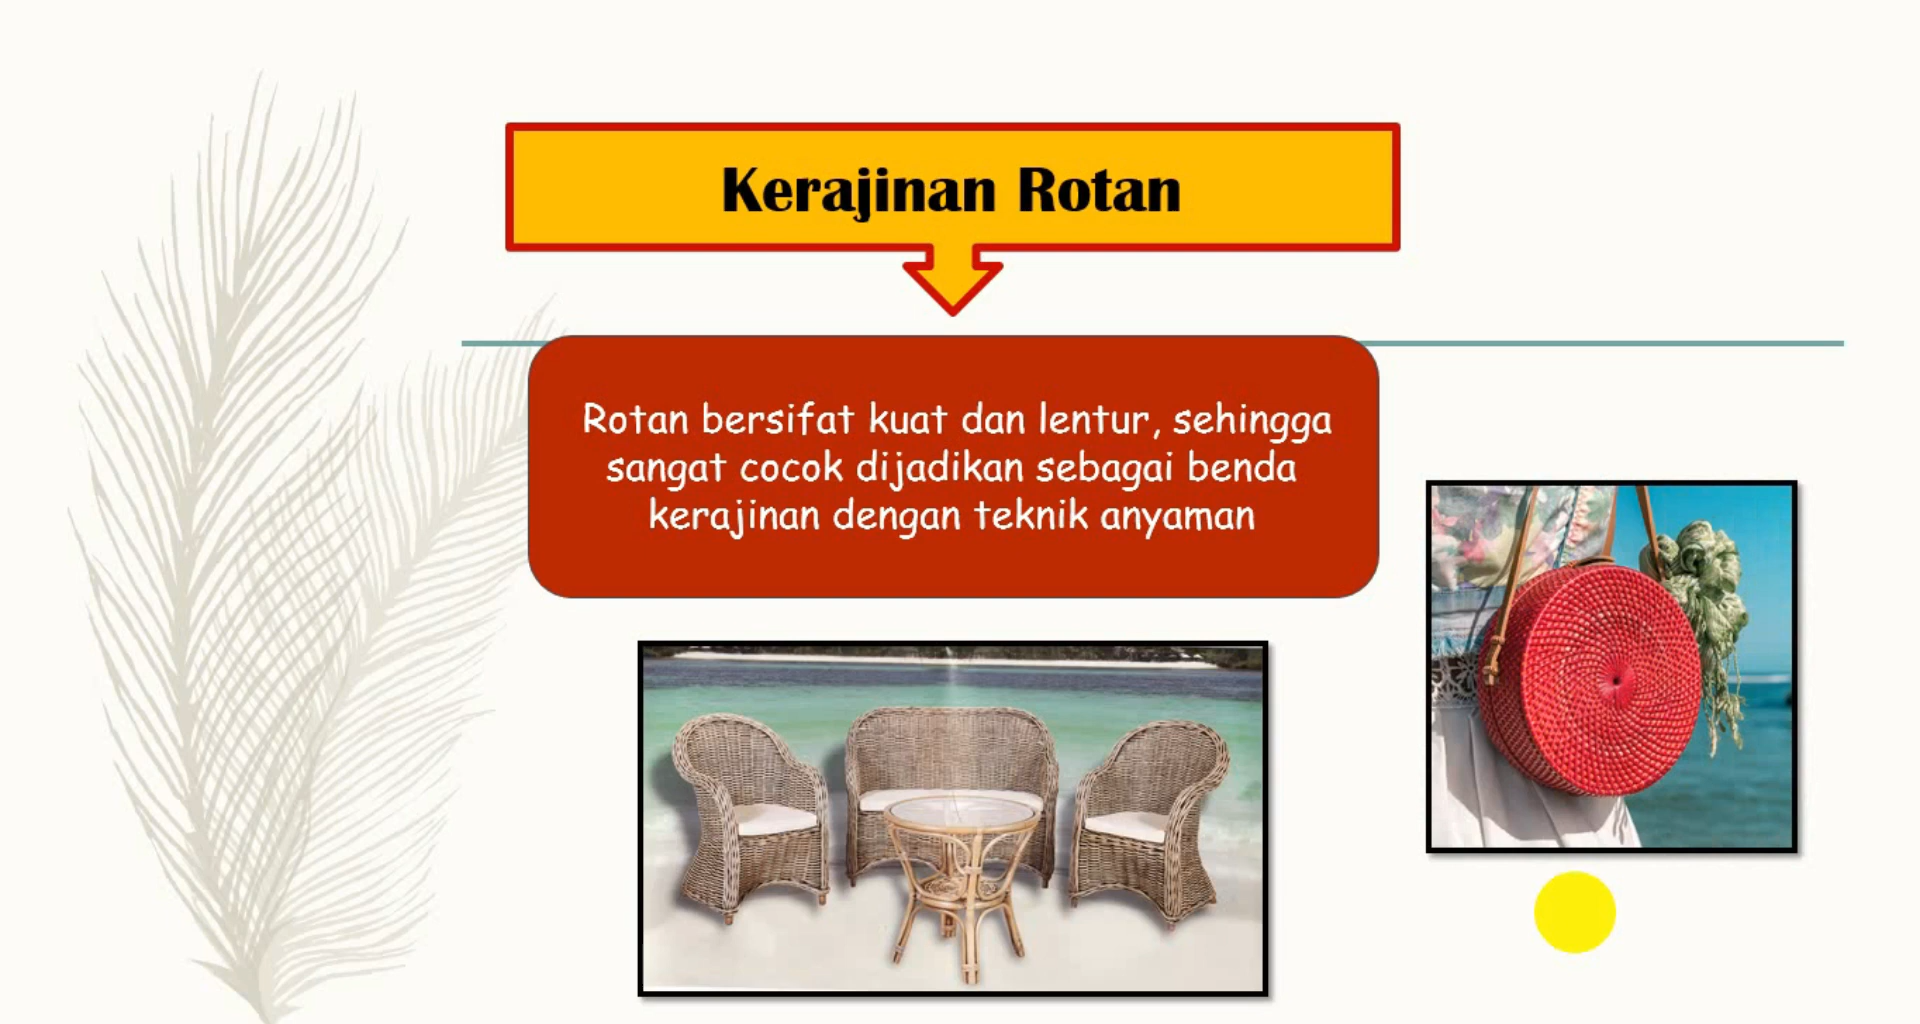 Kerajinan Rotan
Rotan bersifat kuat dan lentur, sehingga
sangat cocok dijadikan sebagai benda
kerajinan dengan teknik anyaman